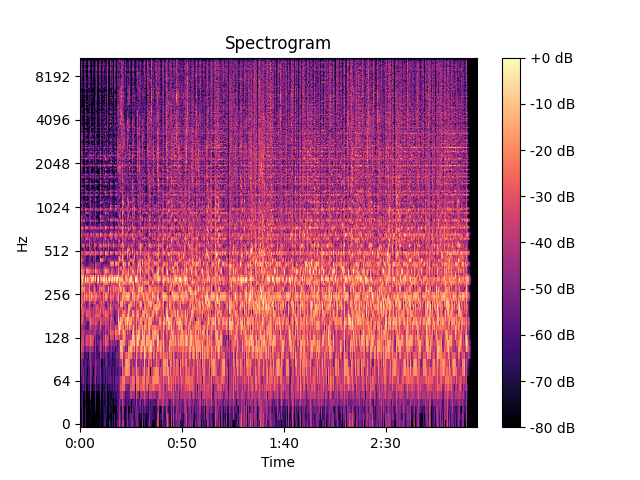 Spectrogram
8192
4096
2048
1024
512
256
128
64
0
Hz
0:00
0:50
1:40
2:30
Time
+0 dB
-10 dB
-20 dB
-30 dB
-40 dB
-50 dB
-60 dB
-70 dB
-80 dB